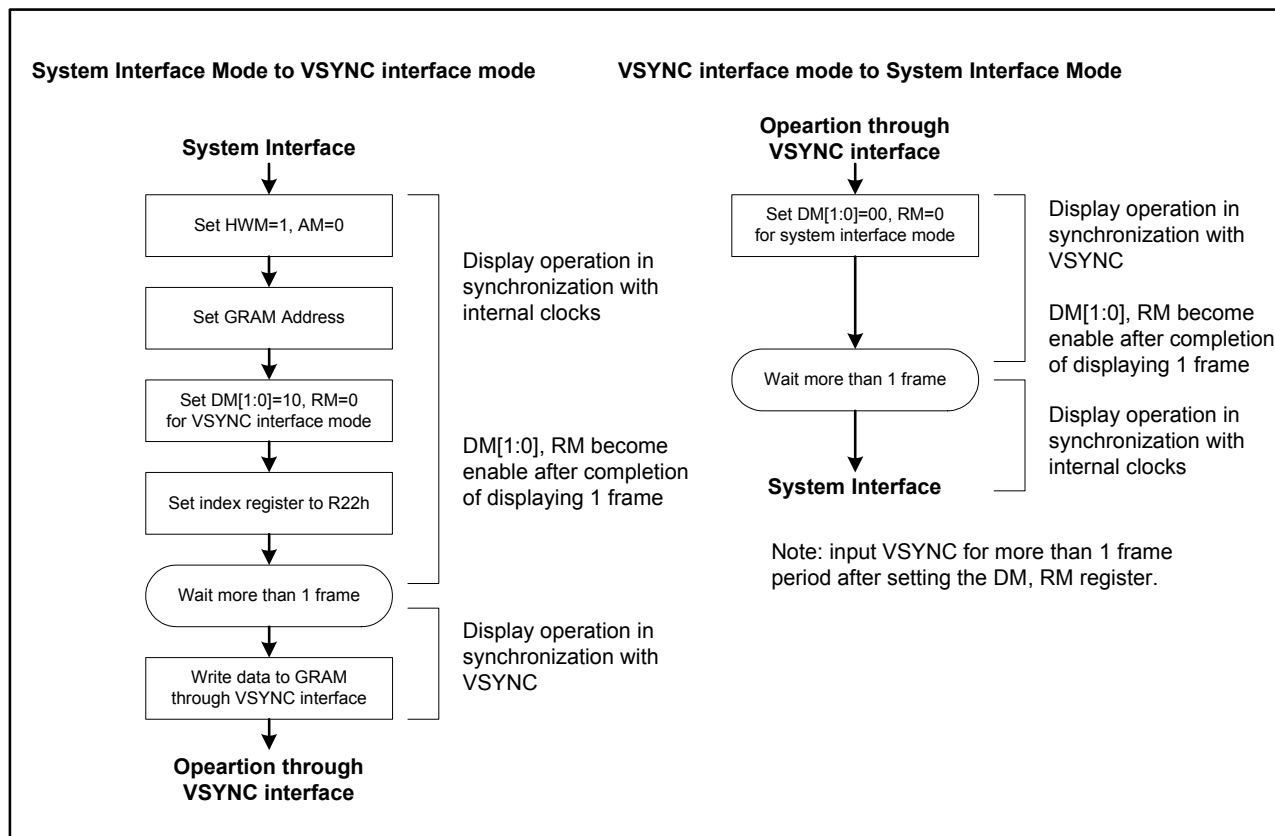 System Interface Mode to VSYNC interface mode
System Interface
Set HWM=1, AM=0
Set GRAM Address
Set DM[1:0]=10, RM=0
for VSYNC interface mode
Set index register to R22h
Wait more than 1 frame
Write data to GRAM
through VSYNC interface
Opeartion through
VSYNC interface
Display operation in
synchronization with
internal clocks
DM[1:0], RM become
enable after completion
of displaying 1 frame
Display operation in
synchronization with
VSYNC
VSYNC interface mode to System Interface Mode
Opeartion through
VSYNC interface
Set DM[1:0]=00, RM=0
for system interface mode
Wait more than 1 frame
System Interface
Display operation in
synchronization with
VSYNC
DM[1:0], RM become
enable after completion
of displaying 1 frame
Display operation in
synchronization with
internal clocks
Note: input VSYNC for more than 1 frame
period after setting the DM, RM register.